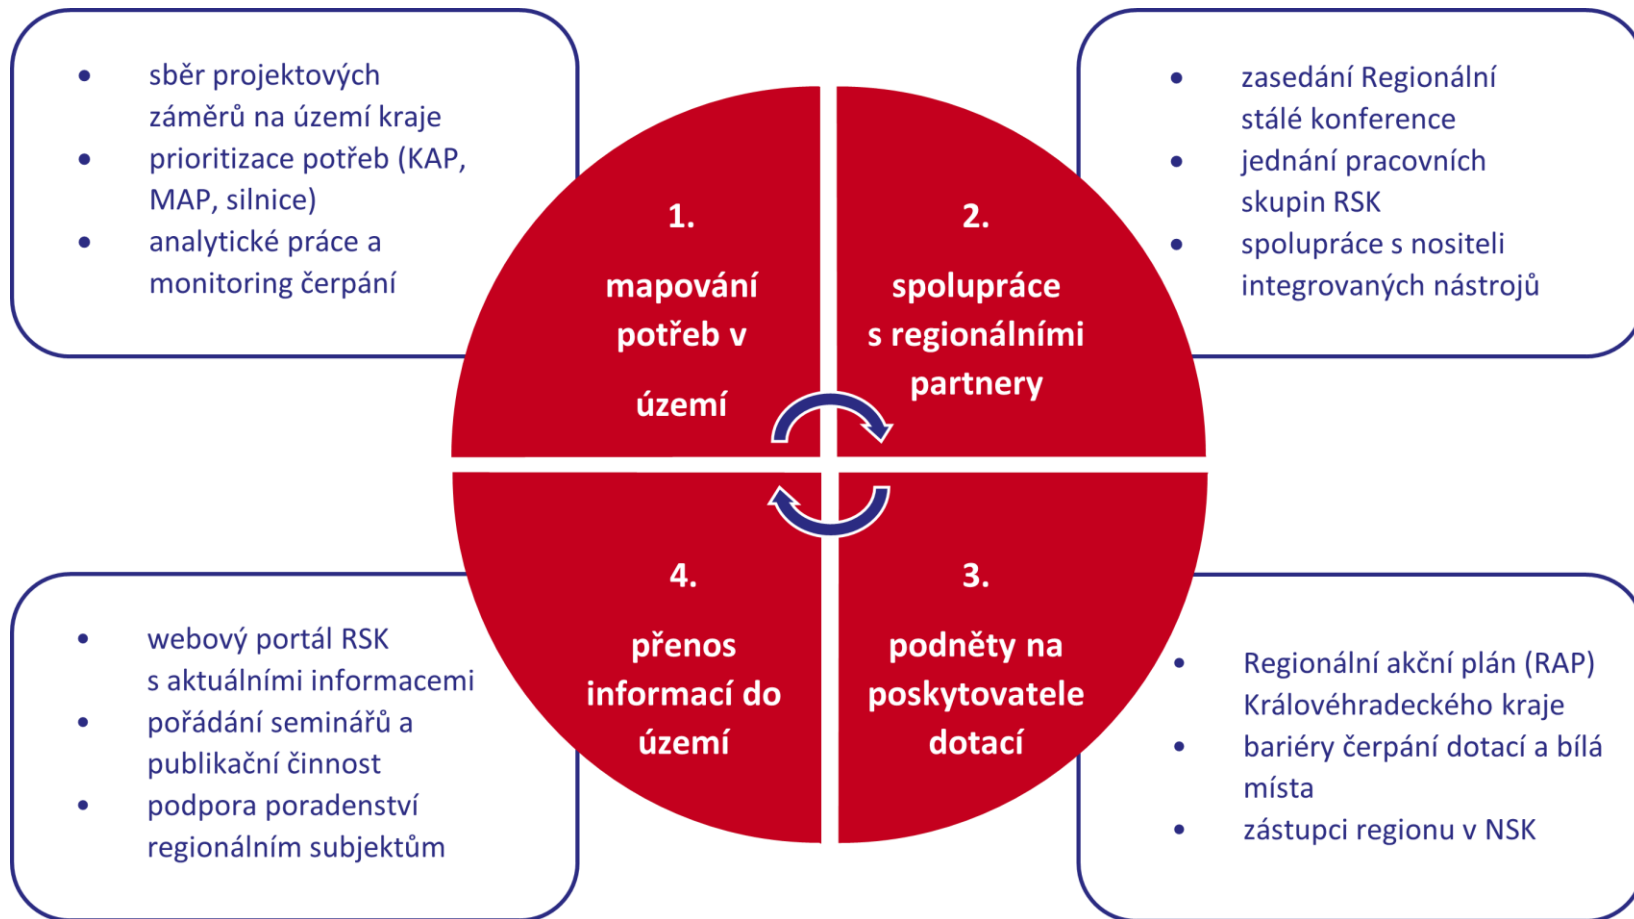 • sběr projektových
záměrů na území kraje
• prioritizace potřeb (KAP,
MAP, silnice)
• analytické práce a
monitoring čerpání
1.
mapování
potřeb v
území
2.
spolupráce
s regionálními
partnery
• zasedání Regionální
stálé konference
• jednání pracovních
skupin RSK
• spolupráce s nositeli
integrovaných nástrojů
• webový portál RSK
s aktuálními informacemi
• pořádání seminářů a
publikační činnost
• podpora poradenství
regionálním subjektům
4.
přenos
informací do
území
3.
podněty na
poskytovatele
dotací
• Regionální akční plán (RAP)
Královéhradeckého kraje
• bariéry čerpání dotací a bílá
místa
• zástupci regionu v NSK